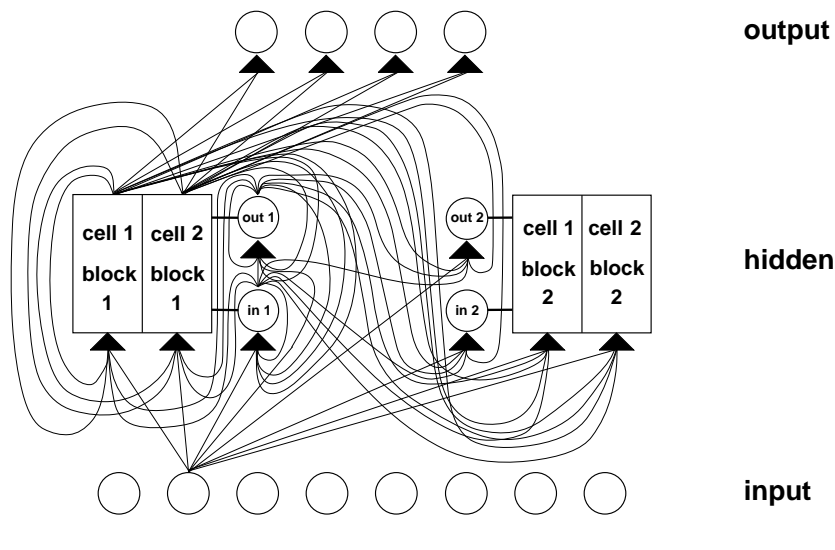 output
out 1
out 2
cell 1
block
1
cell 2
block
1
cell 1
block
2
cell 2
block
2
hidden
in 1
in 2
input